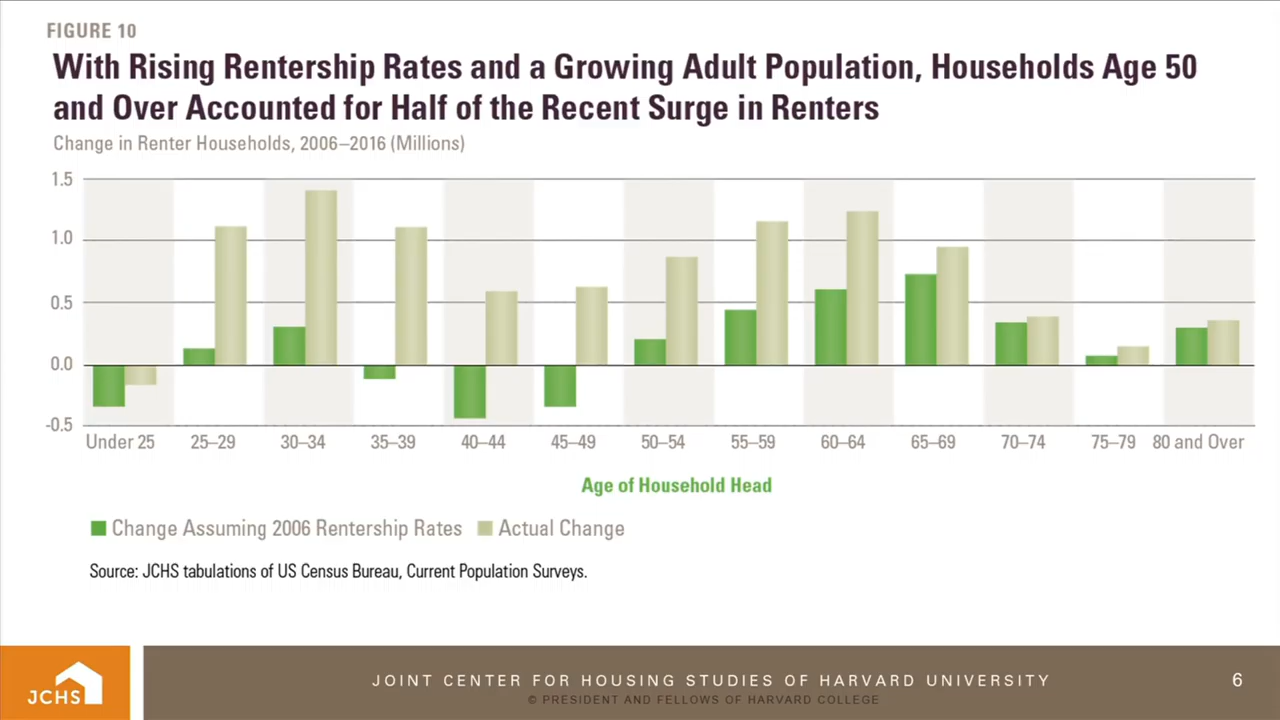 FIGURE 10
With Rising Rentership Rates and a Growing Adult Population, Households Age 50
and Over Accounted for Half of the Recent Surge in Renters
Change in Renter Households, 2006–2016 (Millions)
1.5
1.0
0.5
0.0
-0.5
Under 25 25–29 30–34 35–39 40–44 45–49 50–54 55–59 60–64 65–69 70–74 75–79 80 and Over
Age of Household Head
Change Assuming 2006 Rentership Rates Actual Change
Source: JCHS tabulations of US Census Bureau, Current Population Surveys.
JCHS
JOINT CENTER FOR HOUSING STUDIES OF HARVARD UNIVERSITY 6
© PRESIDENT AND FELLOWS OF HARVARD COLLEGE